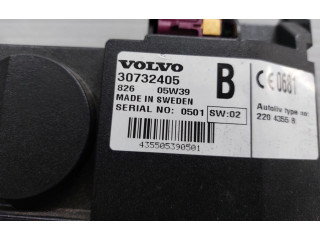 VOLVO
30732405
826 05W39
MADE IN SWEDEN
SERIAL NO: 0501 SW:02
B
CE 0681
Autoliv type no
220 4355 B
435505390501